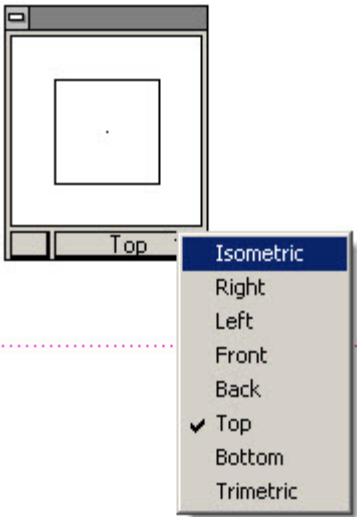 Top
Isometric
Right
Left
Front
Back
Top
Bottom
Trimetric